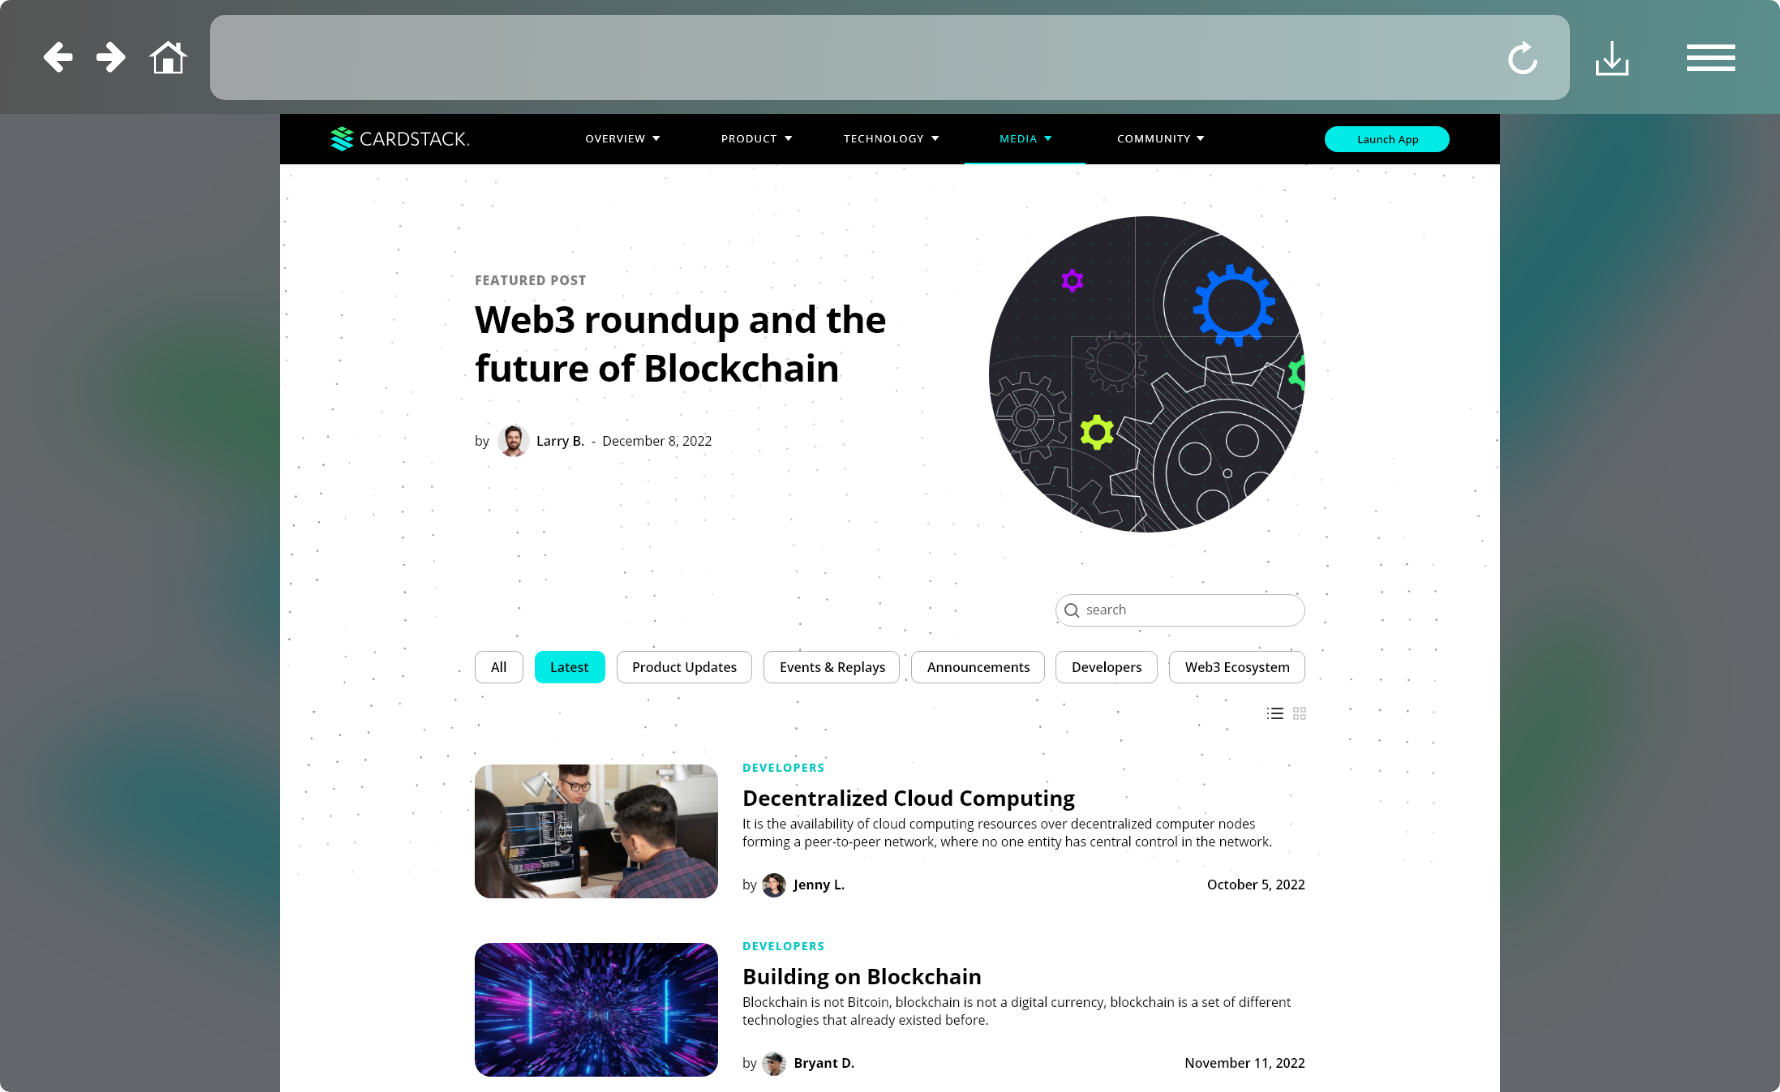 CARDSTACK.
OVERVIEW
PRODUCT
TECHNOLOGY
MEDIA
COMMUNITY
Launch App
FEATURED POST
Web3 roundup and the
future of Blockchain
by Larry B. - December 8, 2022
search
All
Latest
Product Updates
Events & Replays
Announcements
Developers
Web3 Ecosystem
DEVELOPERS
Decentralized Cloud Computing
It is the availability of cloud computing resources over decentralized computer nodes
forming a peer-to-peer network, where no one entity has central control in the network.
by Jenny L.
October 5, 2022
DEVELOPERS
Building on Blockchain
Blockchain is not Bitcoin, blockchain is not a digital currency, blockchain is a set of different
technologies that already existed before.
by Bryant D.
November 11, 2022